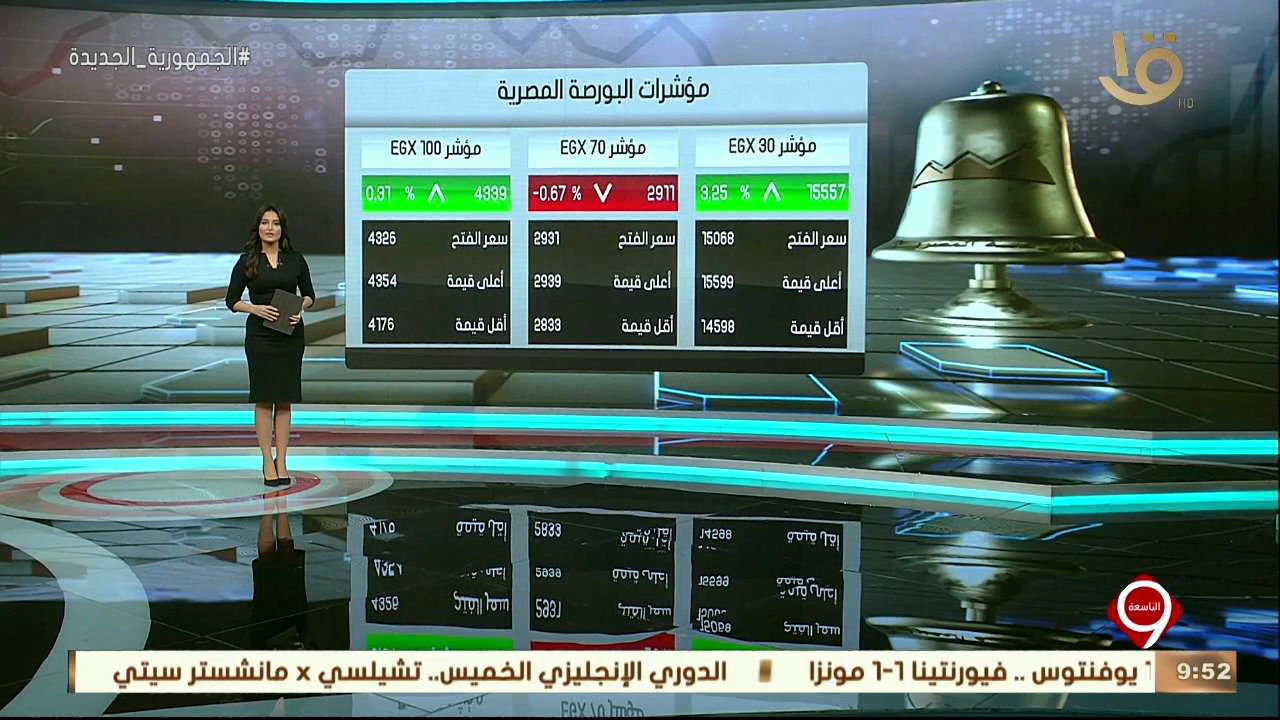 #الجمهورية_الجديدة
HD
مؤشرات البورصة المصرية
مؤشر EGX 30
15557 3.25 %
سعر الفتح 15068
أعلى قيمة 15599
أقل قيمة 14598
مؤشر EGX 70
2911 -0.67 %
سعر الفتح 2931
أعلى قيمة 2939
أقل قيمة 2833
مؤشر EGX 100
4339 0.31 %
سعر الفتح 4326
أعلى قيمة 4354
أقل قيمة 4176
التاسعة
9
9:52
يوفنتوس .. فيورنتينا 1-1 مونزا
الدوري الإنجليزي الخميس.. تشيلسي x مانشستر سيتي